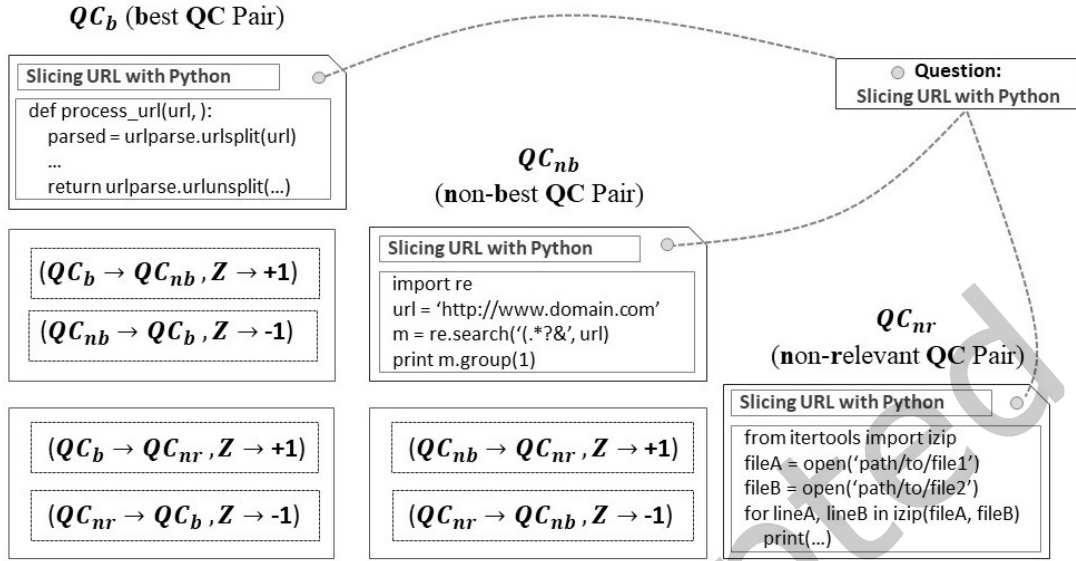 QC_b (best QC Pair)
Slicing URL with Python
def process_url(url, ):
parsed = urlparse.urlsplit(url)
...
return urlparse.urlunsplit(...)
Question:
Slicing URL with Python
QC_nb
(non-best QC Pair)
Slicing URL with Python
import re
url = ‘http://www.domain.com’
m = re.search(‘(.*?&’, url)
print m.group(1)
(QC_b → QC_nb , Z → +1)
(QC_nb → QC_b , Z → -1)
QC_nr
(non-relevant QC Pair)
Slicing URL with Python
from itertools import izip
fileA = open(‘path/to/file1’)
fileB = open(‘path/to/file2’)
for lineA, lineB in izip(fileA, fileB)
print(...)
(QC_b → QC_nr , Z → +1)
(QC_nr → QC_b , Z → -1)
(QC_nb → QC_nr , Z → +1)
(QC_nr → QC_nb , Z → -1)